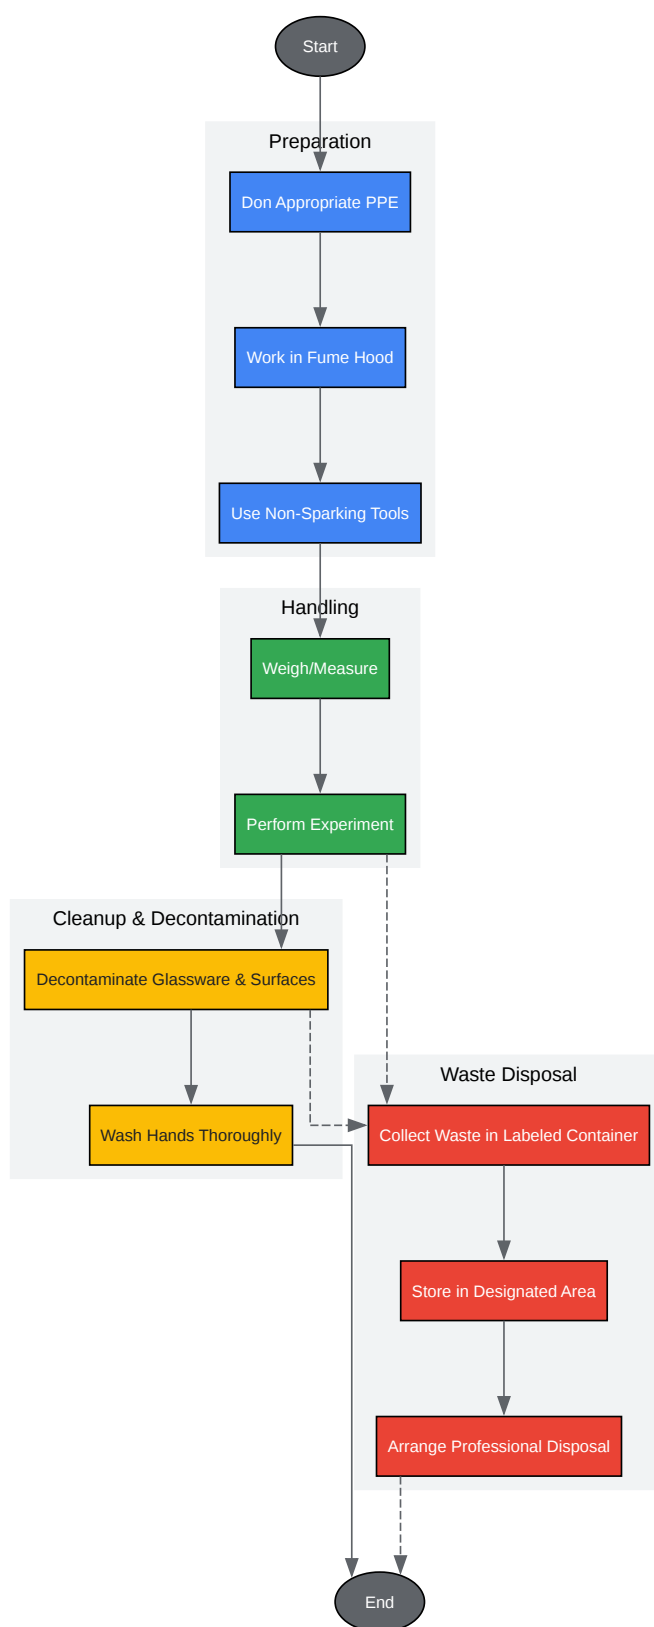 Start
Preparation
Don Appropriate PPE
Work in Fume Hood
Use Non-Sparking Tools
Handling
Weigh/Measure
Perform Experiment
Cleanup & Decontamination
Decontaminate Glassware & Surfaces
Wash Hands Thoroughly
Waste Disposal
Collect Waste in Labeled Container
Store in Designated Area
Arrange Professional Disposal
End